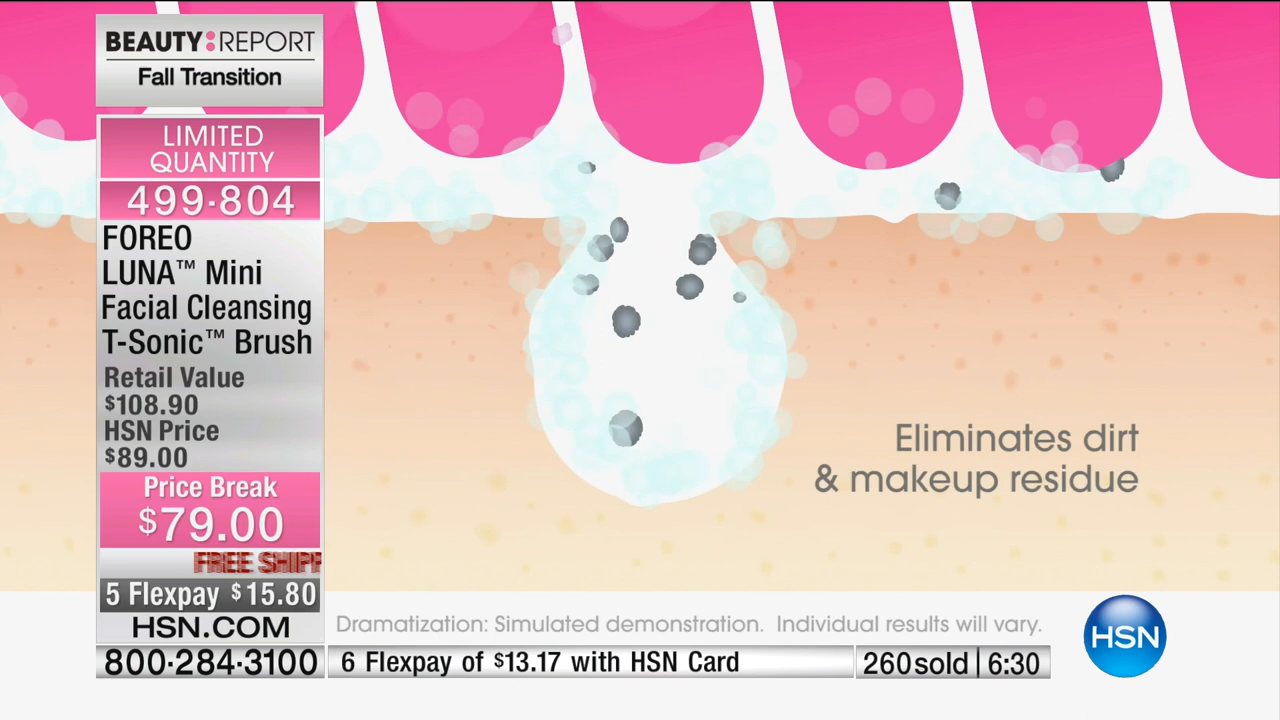 BEAUTY:REPORT
Fall Transition
LIMITED
QUANTITY
499·804
FOREO
LUNA™ Mini
Facial Cleansing
T-Sonic™ Brush
Retail Value
$108.90
HSN Price
$89.00
Price Break
$79.00
FREE SHIPP
5 Flexpay $15.80
HSN.COM
800·284·3100
Eliminates dirt
& makeup residue
Dramatization: Simulated demonstration. Individual results will vary.
HSN
6 Flexpay of $13.17 with HSN Card
260 sold | 6:30